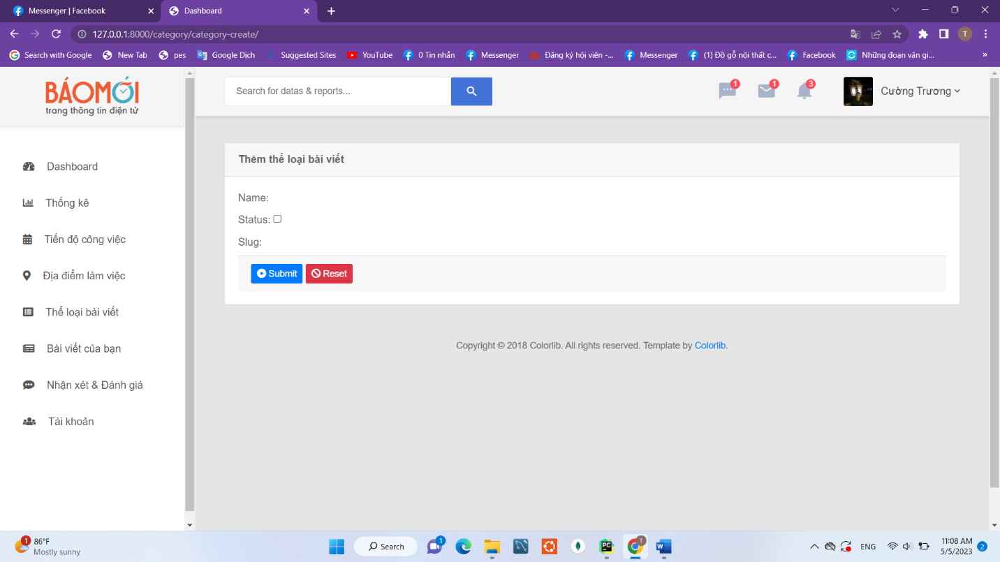 Messenger | Facebook
Dashboard
127.0.0.1:8000/category/category-create/
T
Search with Google
New Tab
pes
Google Dịch
Suggested Sites
YouTube
0 Tin nhắn
Messenger
Đăng ký hội viên -...
Messenger
(1) Đồ gỗ nội thất c...
Facebook
Những đoạn văn gi...
»
BÁOMỚI
trang thông tin điện tử
Search for datas & reports...
1
1
3
Cường Trương
Dashboard
Thống kê
Tiến độ công việc
Địa điểm làm việc
Thể loại bài viết
Bài viết của bạn
Nhận xét & Đánh giá
Tài khoản
Thêm thể loại bài viết
Name:
Status:
Slug:
Submit Reset
Copyright © 2018 Colorlib. All rights reserved. Template by Colorlib.
1
86°F
Mostly sunny
Search
1
PC
T
W
ENG
11:08 AM
5/5/2023
2